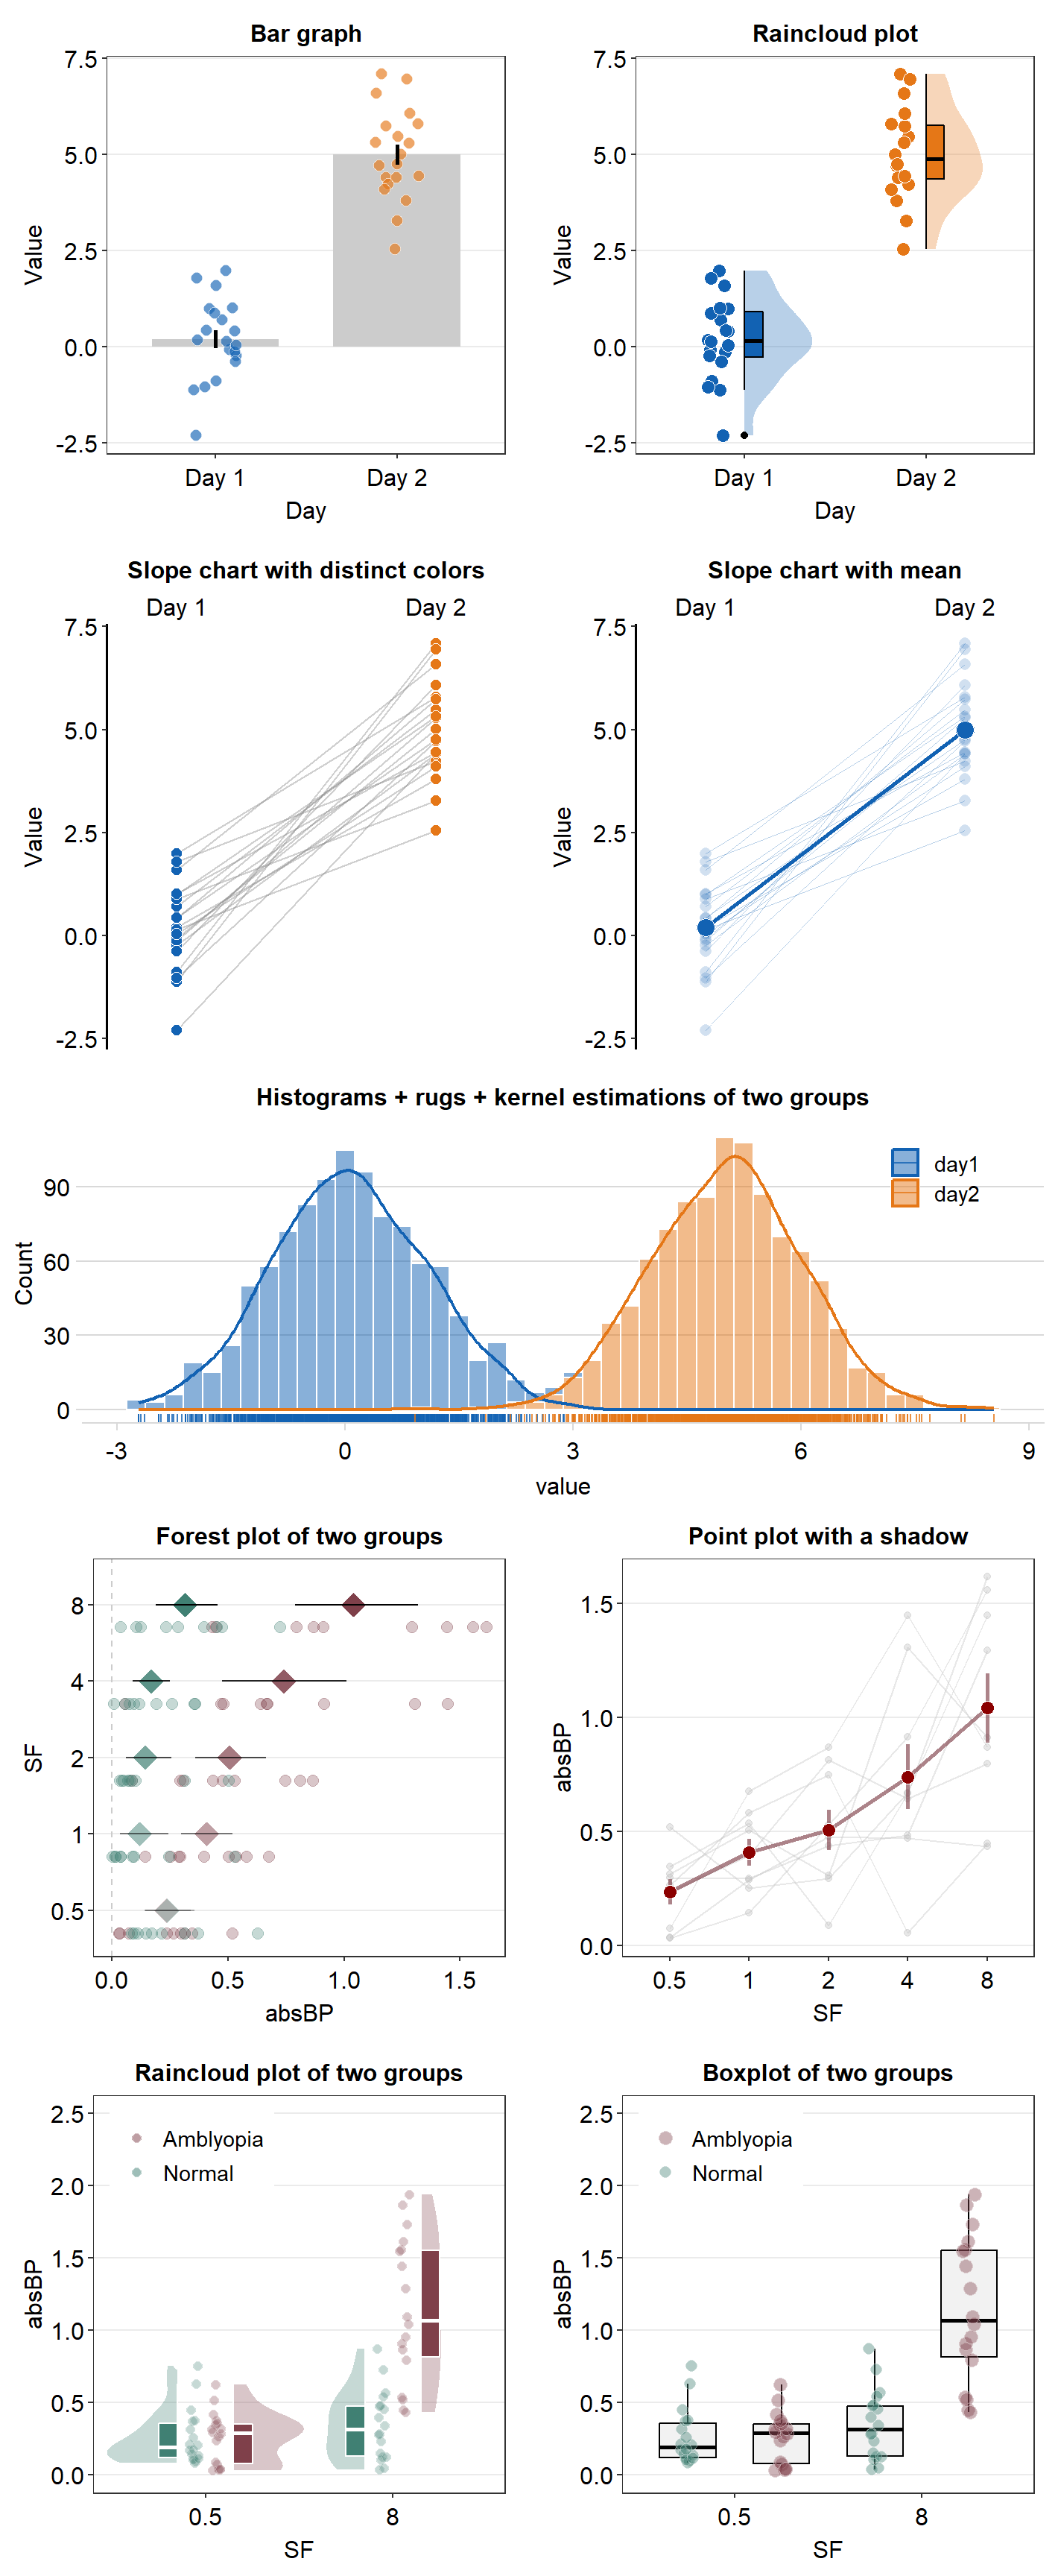 Bar graph
7.5
5.0
2.5
0.0
-2.5
Value
Day 1
Day 2
Day
Raincloud plot
7.5
5.0
2.5
0.0
-2.5
Value
Day 1
Day 2
Day
Slope chart with distinct colors
Day 1
Day 2
7.5
5.0
2.5
0.0
-2.5
Value
Slope chart with mean
Day 1
Day 2
7.5
5.0
2.5
0.0
-2.5
Value
Histograms + rugs + kernel estimations of two groups
day1
day2
90
60
30
0
Count
-3
0
3
6
9
value
Forest plot of two groups
8
4
2
1
0.5
SF
0.0
0.5
1.0
1.5
absBP
Point plot with a shadow
1.5
1.0
0.5
0.0
absBP
0.5
1
2
4
8
SF
Raincloud plot of two groups
Amblyopia
Normal
2.5
2.0
1.5
1.0
0.5
0.0
absBP
0.5
8
SF
Boxplot of two groups
Amblyopia
Normal
2.5
2.0
1.5
1.0
0.5
0.0
absBP
0.5
8
SF